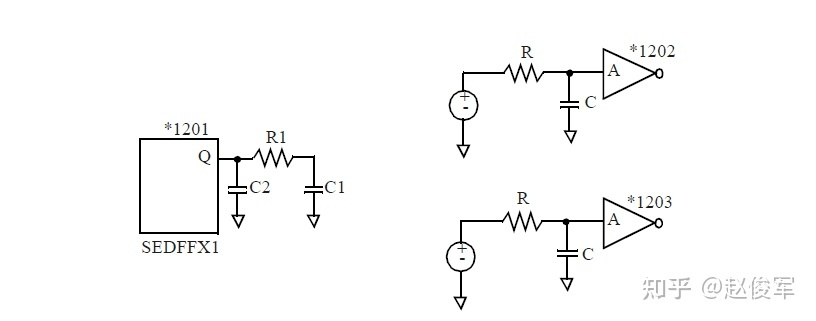 *1201
Q
R1
C2
C1
SEDFFX1
R
A
*1202
+
-
C
R
A
*1203
+
-
C
知乎 @赵俊军